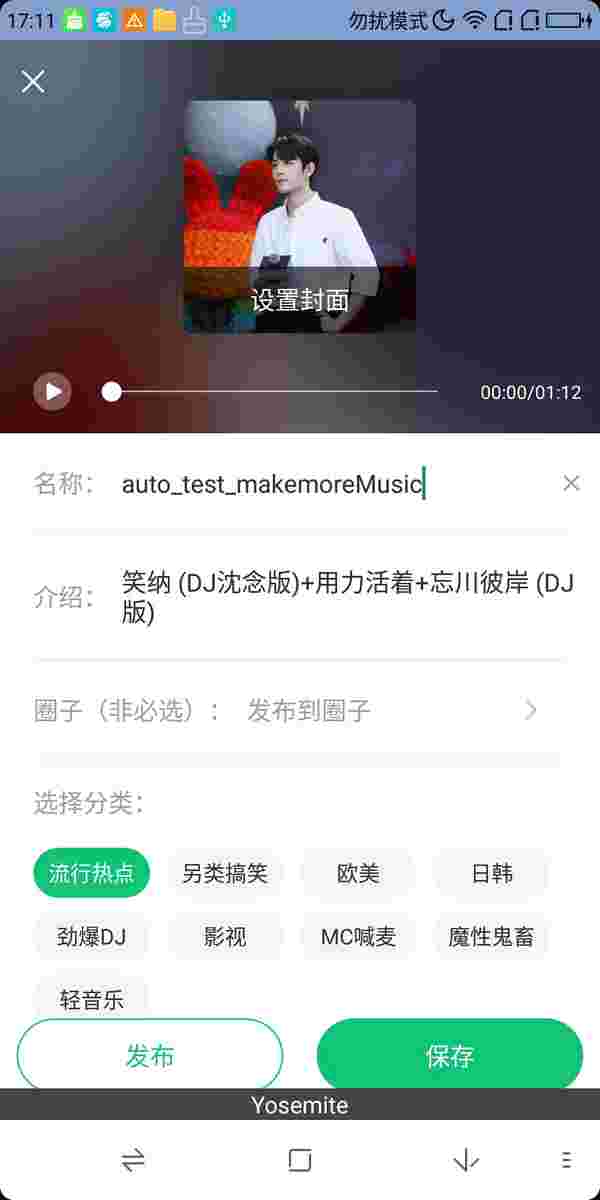 17:11 勿扰模式
设置封面
00:00/01:12
名称: auto_test_makemoreMusic
介绍: 笑纳 (DJ沈念版)+用力活着+忘川彼岸 (DJ
版)
圈子（非必选）: 发布到圈子
选择分类:
流行热点 另类搞笑 欧美 日韩
劲爆DJ 影视 MC喊麦 魔性鬼畜
轻音乐
发布 保存
Yosemite